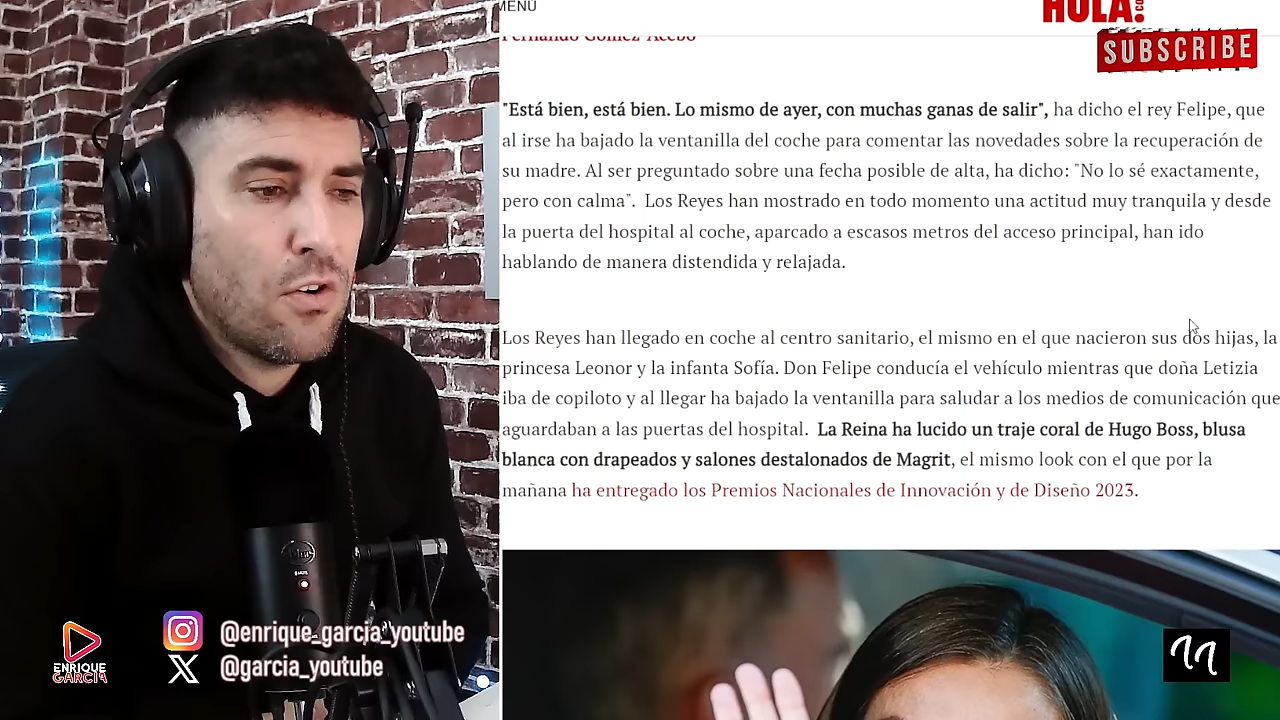 MENÚ
HOLA!
Fernando Gómez-Acebo
SUBSCRIBE
"Está bien, está bien. Lo mismo de ayer, con muchas ganas de salir", ha dicho el rey Felipe, que
al irse ha bajado la ventanilla del coche para comentar las novedades sobre la recuperación de
su madre. Al ser preguntado sobre una fecha posible de alta, ha dicho: "No lo sé exactamente,
pero con calma". Los Reyes han mostrado en todo momento una actitud muy tranquila y desde
la puerta del hospital al coche, aparcado a escasos metros del acceso principal, han ido
hablando de manera distendida y relajada.
Los Reyes han llegado en coche al centro sanitario, el mismo en el que nacieron sus dos hijas, la
princesa Leonor y la infanta Sofía. Don Felipe conducía el vehículo mientras que doña Letizia
iba de copiloto y al llegar ha bajado la ventanilla para saludar a los medios de comunicación que
aguardaban a las puertas del hospital. La Reina ha lucido un traje coral de Hugo Boss, blusa
blanca con drapeados y salones destalonados de Magrit, el mismo look con el que por la
mañana ha entregado los Premios Nacionales de Innovación y de Diseño 2023.
@enrique_garcia_youtube
@garcia_youtube
ENRIQUE
GARCIA